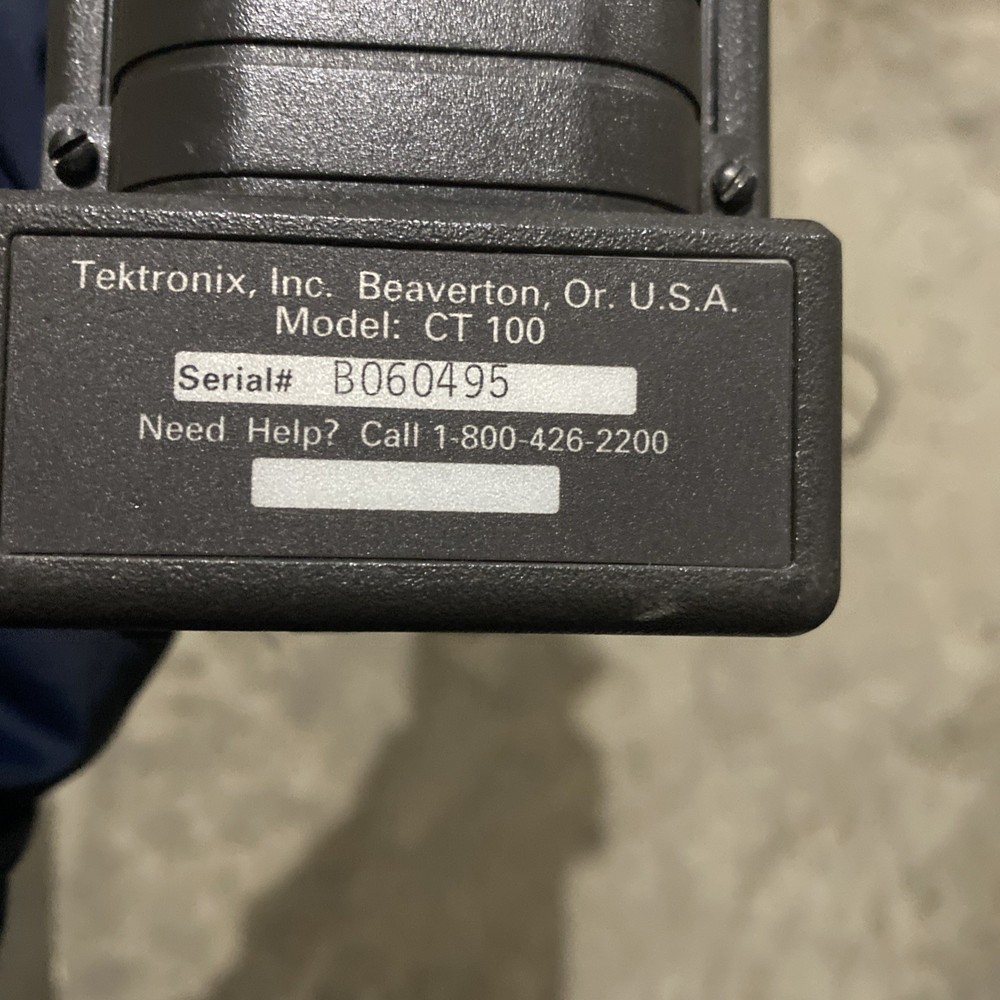 Tektronix, Inc. Beaverton, Or. U.S.A.
Model: CT 100
Serial# B060495
Need Help? Call 1-800-426-2200